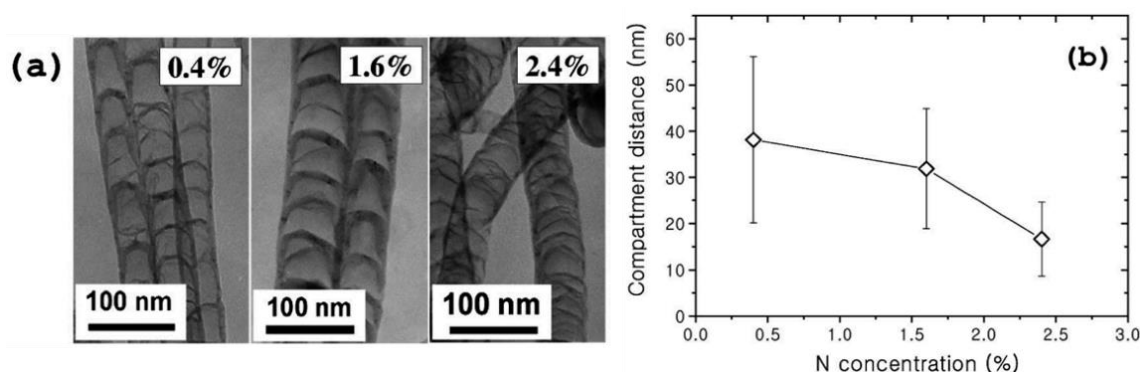 (a)
0.4%
1.6%
2.4%
100 nm
100 nm
100 nm
(b)
Compartment distance (nm)
60
50
40
30
20
10
0
0.0 0.5 1.0 1.5 2.0 2.5 3.0
N concentration (%)